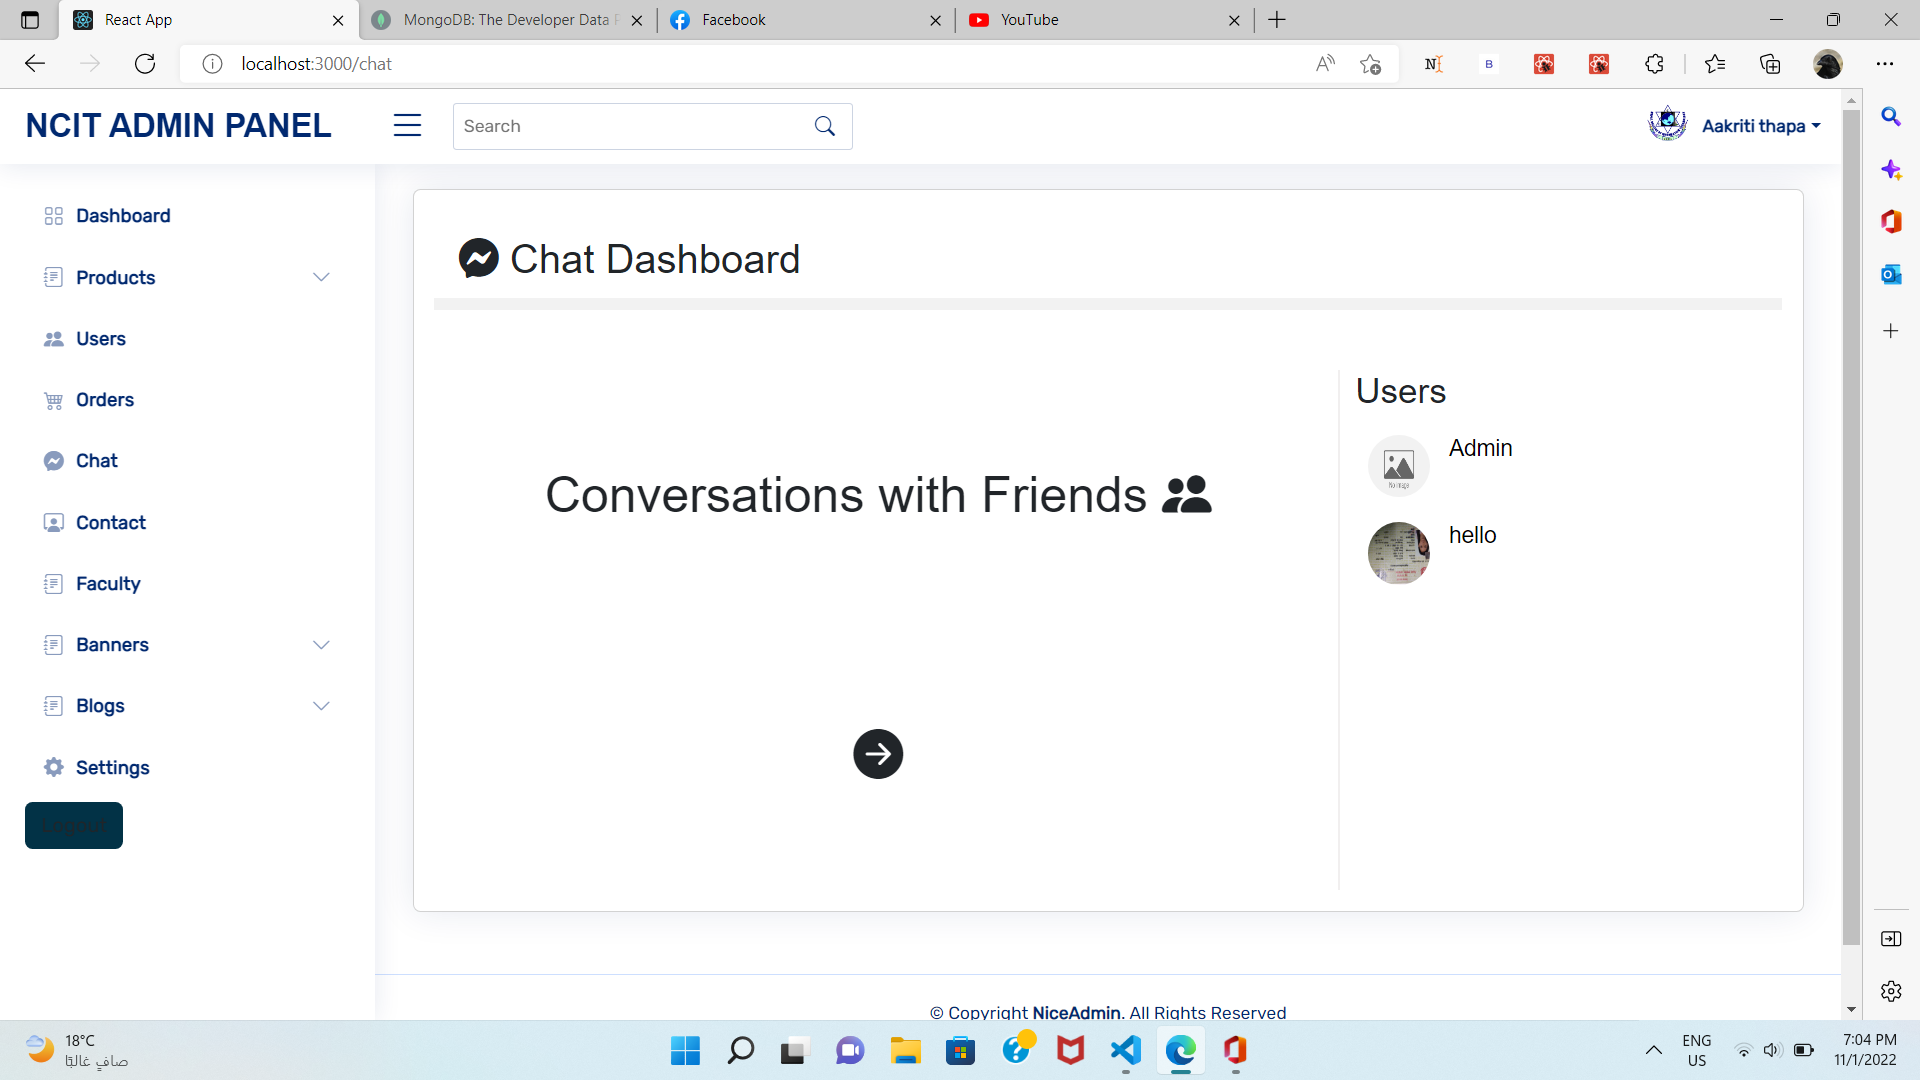 React App
MongoDB: The Developer Data P
Facebook
YouTube
localhost:3000/chat
NCIT ADMIN PANEL
Search
Aakriti thapa
Dashboard
Products
Users
Orders
Chat
Contact
Faculty
Banners
Blogs
Settings
Logout
Chat Dashboard
Conversations with Friends
Users
No Image
Admin
hello
© Copyright NiceAdmin. All Rights Reserved
18°C
صافٍ غالبًا
ENG
US
7:04 PM
11/1/2022